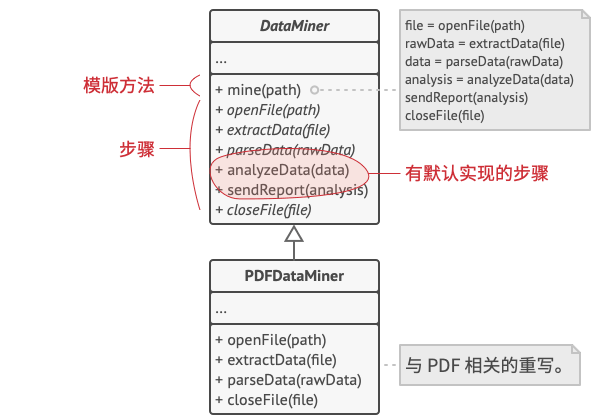 DataMiner
...
+ mine(path)
+ openFile(path)
+ extractData(file)
+ parseData(rawData)
+ analyzeData(data)
+ sendReport(analysis)
+ closeFile(file)
file = openFile(path)
rawData = extractData(file)
data = parseData(rawData)
analysis = analyzeData(data)
sendReport(analysis)
closeFile(file)
模版方法
步骤
有默认实现的步骤
PDFDataMiner
...
+ openFile(path)
+ extractData(file)
+ parseData(rawData)
+ closeFile(file)
与 PDF 相关的重写。